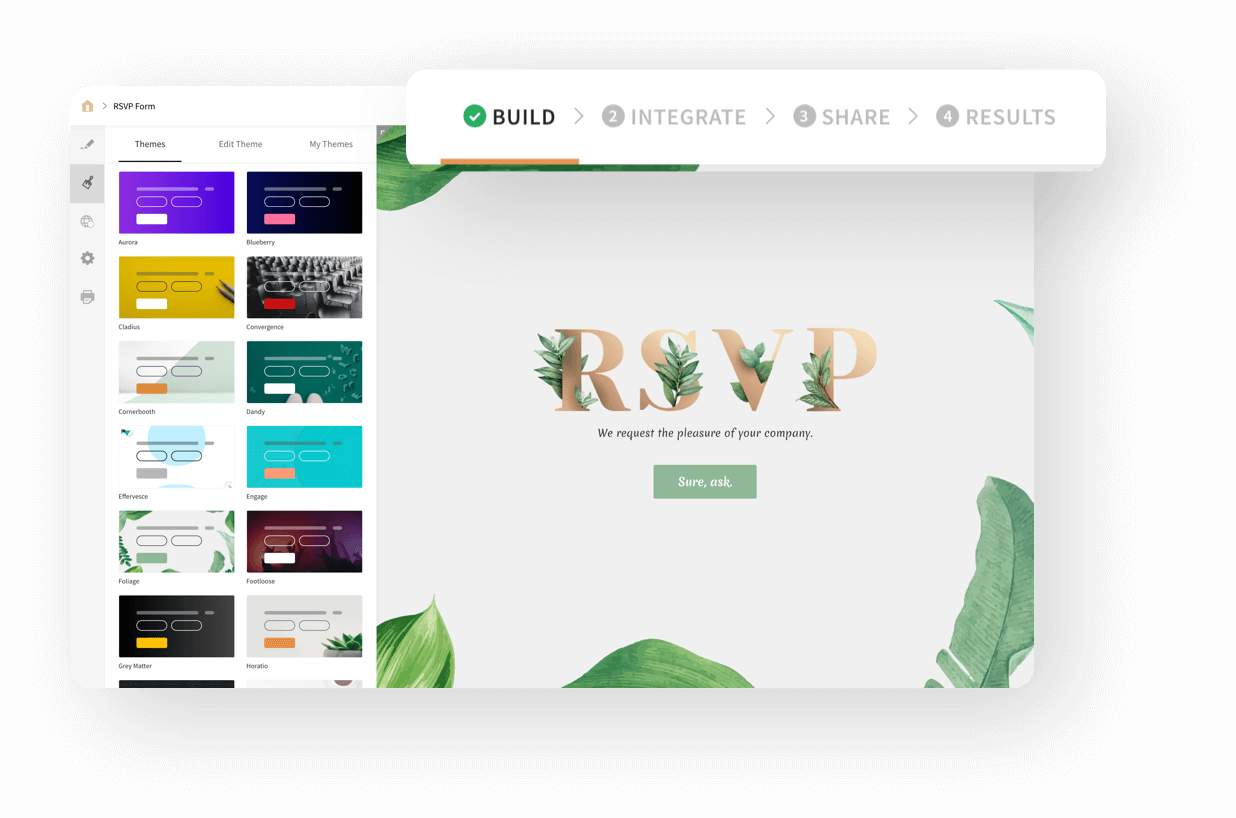 RSVP Form
BUILD
2 INTEGRATE
3 SHARE
4 RESULTS
Themes
Edit Theme
My Themes
Aurora
Blueberry
Cladius
Convergence
Cornerbooth
Dandy
Effervesce
Engage
Foliage
Footloose
Grey Matter
Horatio
RSVP
We request the pleasure of your company.
Sure, ask.